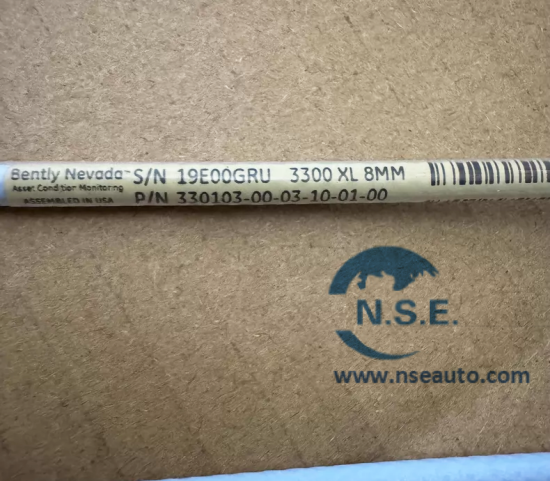 Bently Nevada™ S/N 19E00GRU 3300 XL 8MM
Asset Condition Monitoring
ASSEMBLED IN USA P/N 330103-00-03-10-01-00
N.S.E.
www.nseauto.com